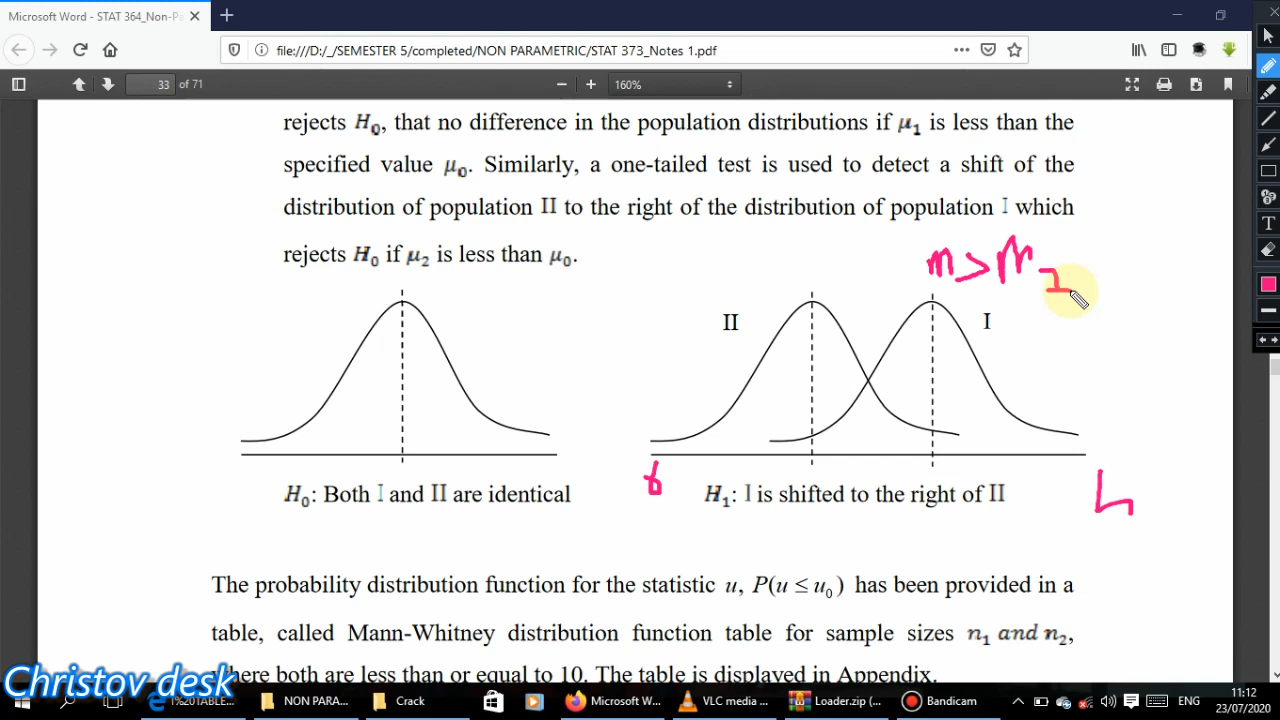 Microsoft Word - STAT 364_Non-Pa
file:///D:/_/SEMESTER 5/completed/NON PARAMETRIC/STAT 373_Notes 1.pdf
33 of 71
160%
rejects H₀, that no difference in the population distributions if μ₁ is less than the
specified value μ₀. Similarly, a one-tailed test is used to detect a shift of the
distribution of population II to the right of the distribution of population I which
rejects H₀ if μ₂ is less than μ₀.
m > M₂
II
I
H₀: Both I and II are identical
H₁: I is shifted to the right of II
The probability distribution function for the statistic u, P(u ≤ u₀) has been provided in a
table, called Mann-Whitney distribution function table for sample sizes n₁ and n₂,
where both are less than or equal to 10. The table is displayed in Appendix.
Christov desk
1%20TABLE...
NON PARA...
Crack
Microsoft W...
VLC media ...
Loader.zip (...
Bandicam
ENG
11:12
23/07/2020